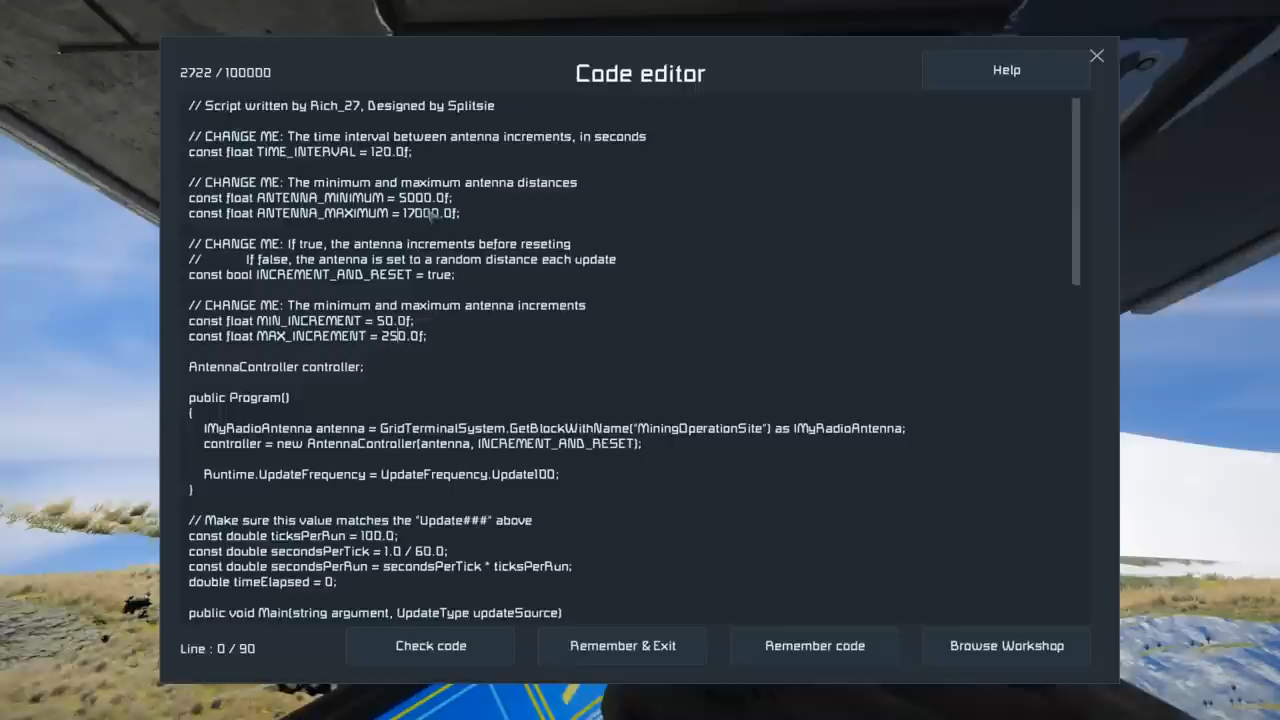 2722 / 100000
Code editor
Help
// Script written by Rich_27, Designed by Splitsie
// CHANGE ME: The time interval between antenna increments, in seconds
const float TIME_INTERVAL = 120.0f;
// CHANGE ME: The minimum and maximum antenna distances
const float ANTENNA_MINIMUM = 5000.0f;
const float ANTENNA_MAXIMUM = 17000.0f;
// CHANGE ME: If true, the antenna increments before reseting
// If false, the antenna is set to a random distance each update
const bool INCREMENT_AND_RESET = true;
// CHANGE ME: The minimum and maximum antenna increments
const float MIN_INCREMENT = 50.0f;
const float MAX_INCREMENT = 250.0f;
AntennaController controller;
public Program()
{
IMyRadioAntenna antenna = GridTerminalSystem.GetBlockWithName("MiningOperationSite") as IMyRadioAntenna;
controller = new AntennaController(antenna, INCREMENT_AND_RESET);
Runtime.UpdateFrequency = UpdateFrequency.Update100;
}
// Make sure this value matches the "Update###" above
const double ticksPerRun = 100.0;
const double secondsPerTick = 1.0 / 60.0;
const double secondsPerRun = secondsPerTick * ticksPerRun;
double timeElapsed = 0;
public void Main(string argument, UpdateType updateSource)
Line : 0 / 90
Check code
Remember & Exit
Remember code
Browse Workshop